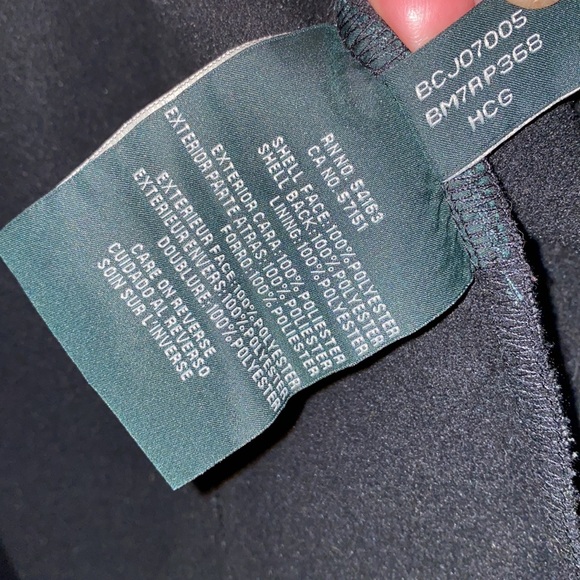 BCJ07005
BM7RP368
HCG
RN NO. 54163
CA NO. 57151
SHELL FACE:100% POLYESTER
SHELL BACK:100% POLYESTER
LINING:100% POLYESTER
EXTERIOR CARA:100% POLIESTER
EXTERIOR PARTE ATRAS:100% POLIESTER
FORRO:100% POLIESTER
EXTERIEUR FACE:100% POLYESTER
EXTERIEUR ENVERS:100% POLYESTER
DOUBLURE:100% POLYESTER
CARE ON REVERSE
CUIDADO AL REVERSO
SOIN SUR L'INVERSE